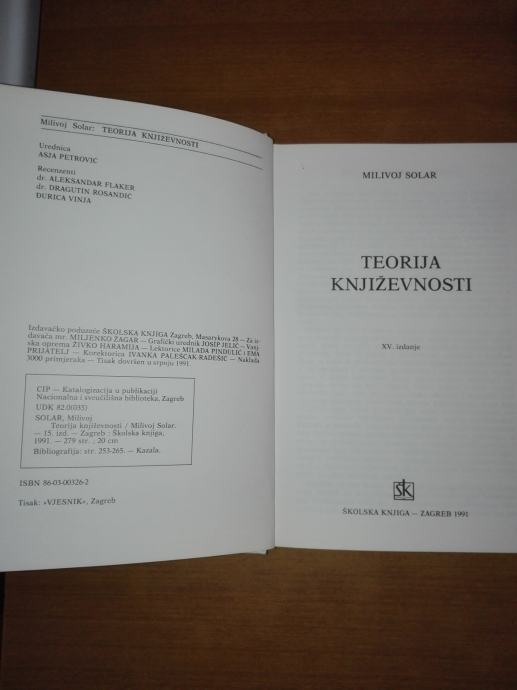 Milivoj Solar: TEORIJA KNJIŽEVNOSTI
Urednica
ASJA PETROVIĆ
Recenzenti
dr. ALEKSANDAR FLAKER
dr. DRAGUTIN ROSANDIĆ
ĐURICA VINJA
Izdavačko poduzeće ŠKOLSKA KNJIGA Zagreb, Masarykova 28 — Za iz-
davača mr. MILJENKO ŽAGAR — Grafički urednik JOSIP JELIĆ — Vanj-
ska oprema ŽIVKO HARAMIJA — Lektorice MILADA PINDULIĆ i EMA
PRIJATELJ — Korektorica IVANKA PALEŠČAK-RADEŠIĆ — Naklada
3000 primjeraka — Tisak dovršen u srpnju 1991.
CIP — Katalogizacija u publikaciji
Nacionalna i sveučilišna biblioteka, Zagreb
UDK 82.0(035)
SOLAR, Milivoj
Teorija književnosti / Milivoj Solar.
— 15. izd. — Zagreb : Školska knjiga,
1991. — 279 str. ; 20 cm
Bibliografija: str. 253-265. — Kazala.
ISBN 86-03-00326-2
Tisak: »VJESNIK«, Zagreb
MILIVOJ SOLAR
TEORIJA
KNJIŽEVNOSTI
XV. izdanje
šk
ŠKOLSKA KNJIGA — ZAGREB 1991